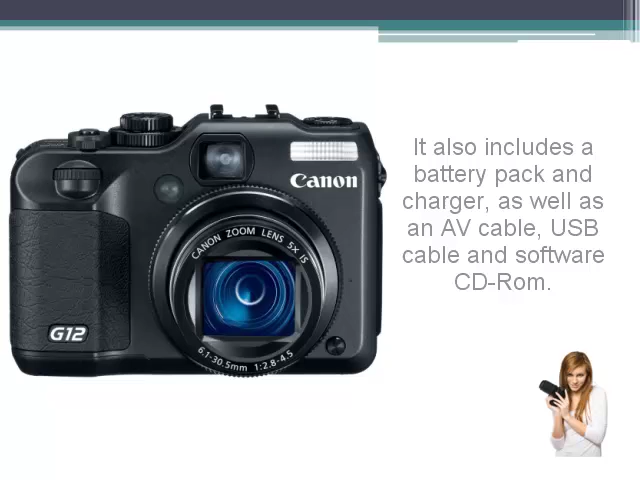 It also includes a
battery pack and
charger, as well as
an AV cable, USB
cable and software
CD-Rom.
Canon
CANON ZOOM LENS 5X IS
6.1-30.5mm 1:2.8-4.5
G12